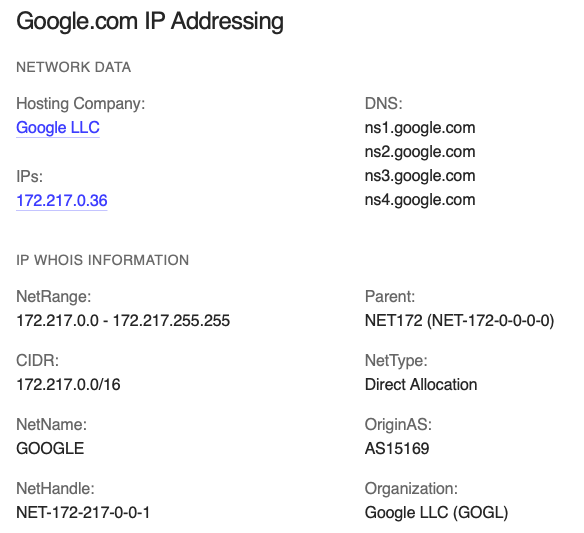 Google.com IP Addressing
NETWORK DATA
Hosting Company:
Google LLC
IPs:
172.217.0.36
DNS:
ns1.google.com
ns2.google.com
ns3.google.com
ns4.google.com
IP WHOIS INFORMATION
NetRange:
172.217.0.0 - 172.217.255.255
Parent:
NET172 (NET-172-0-0-0-0)
CIDR:
172.217.0.0/16
NetType:
Direct Allocation
NetName:
GOOGLE
OriginAS:
AS15169
NetHandle:
NET-172-217-0-0-1
Organization:
Google LLC (GOGL)